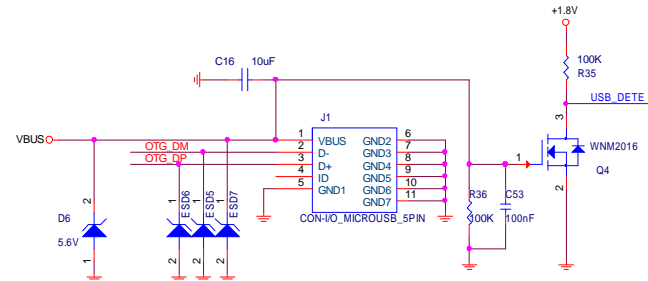 +1.8V
C16 10uF
100K
R35
USB_DETE
J1
VBUS
1 VBUS GND2 6
OTG_DM 2 D- GND3 7
OTG_DP 3 D+ GND4 8
4 ID GND5 9
5 GND1 GND6 10
GND7 11
CON-I/O_MICROUSB_5PIN
3
1
WNM2016
Q4
2
R36
100K
C53
100nF
2
D6
5.6V
1
1 ESD6
1 ESD5
1 ESD7
2
2
2